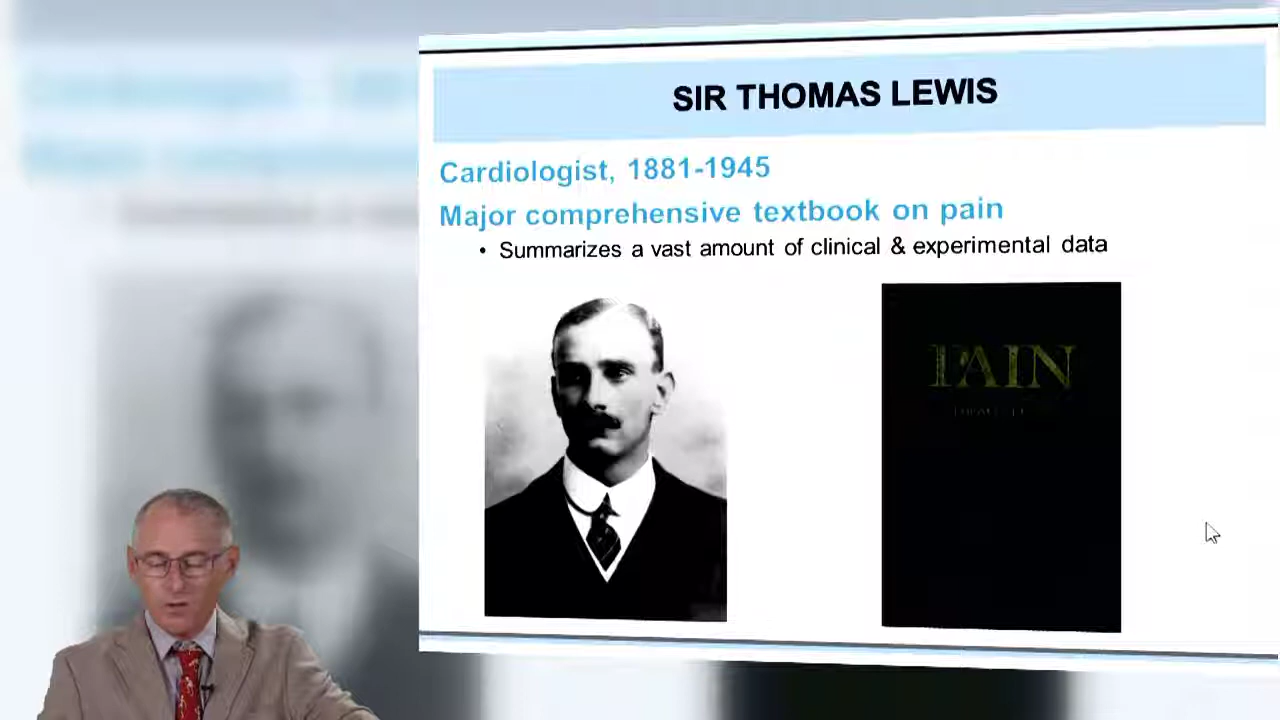 SIR THOMAS LEWIS
Cardiologist, 1881-1945
Major comprehensive textbook on pain
• Summarizes a vast amount of clinical & experimental data
PAIN